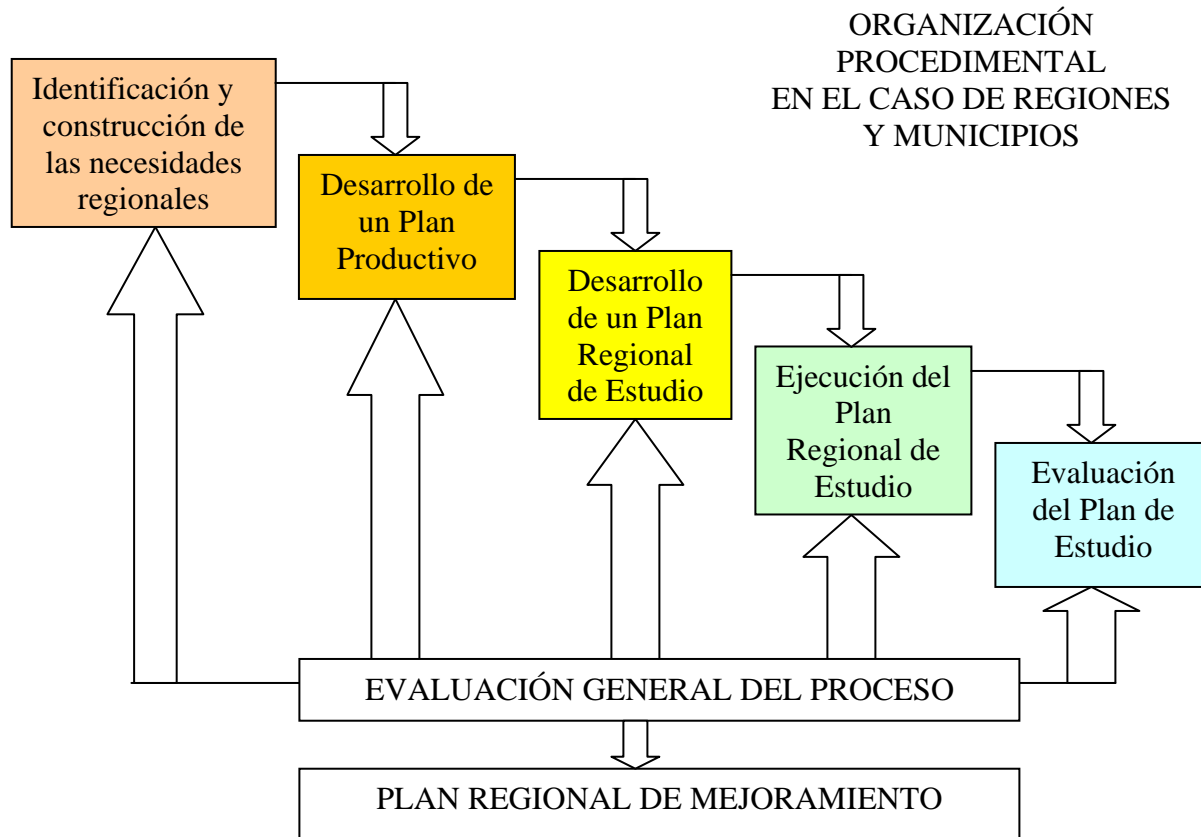 ORGANIZACIÓN
PROCEDIMENTAL
EN EL CASO DE REGIONES
Y MUNICIPIOS
Identificación y
construcción de
las necesidades
regionales
Desarrollo de
un Plan
Productivo
Desarrollo
de un Plan
Regional
de Estudio
Ejecución del
Plan
Regional de
Estudio
Evaluación
del Plan de
Estudio
EVALUACIÓN GENERAL DEL PROCESO
PLAN REGIONAL DE MEJORAMIENTO